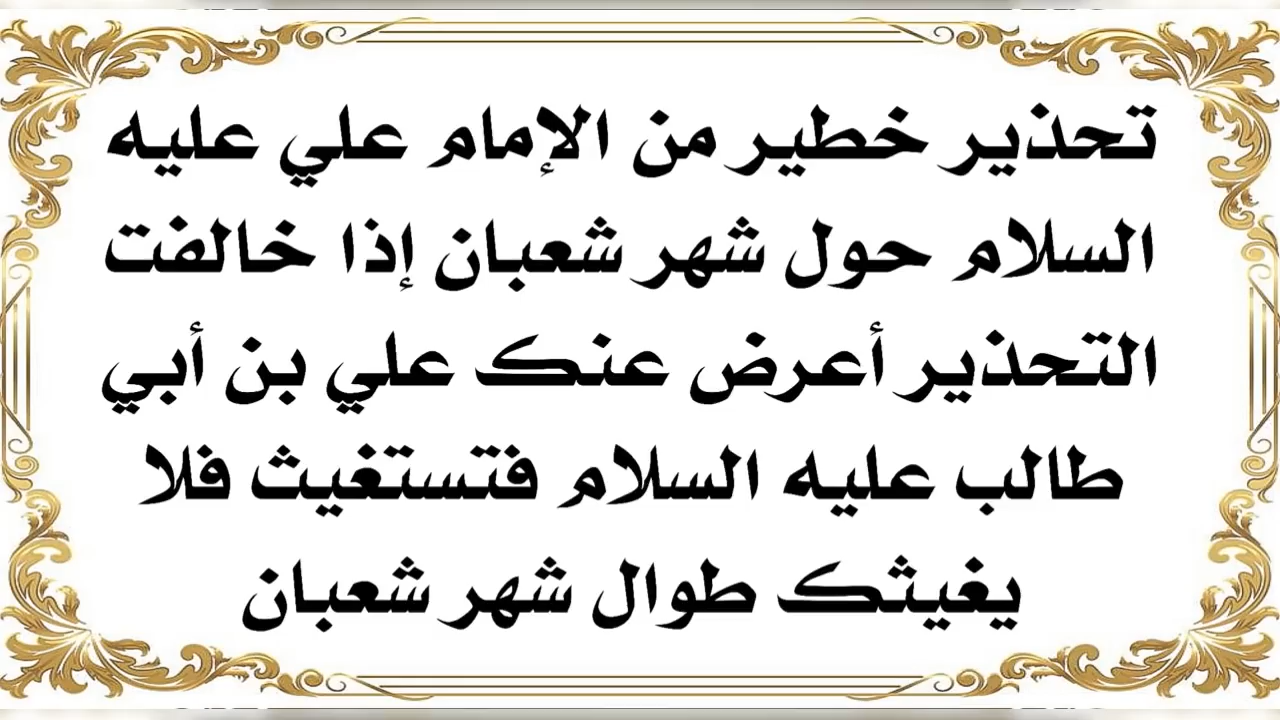 تحذير خطير من الإمام علي عليه
السلام حول شهر شعبان إذا خالفت
التحذير أعرض عنك علي بن أبي
طالب عليه السلام فتستغيث فلا
يغيثك طوال شهر شعبان